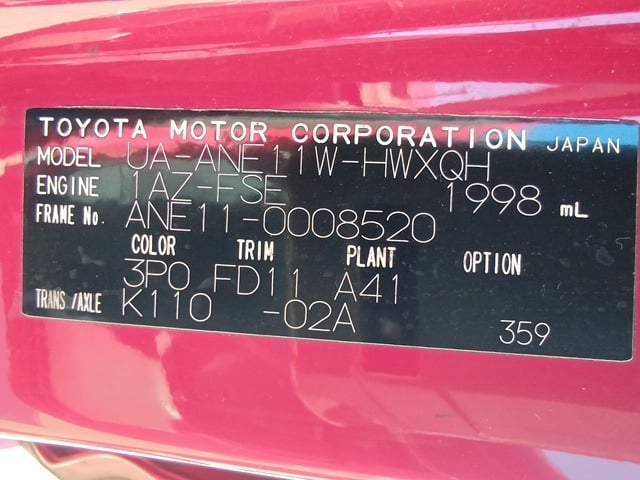 TOYOTA MOTOR CORPORATION JAPAN
MODEL UA-ANE11W-HWXQH
ENGINE 1AZ-FSE 1998 mL
FRAME No. ANE11-0008520
COLOR TRIM PLANT OPTION
3P0 FD11 A41
TRANS/AXLE K110 -02A 359